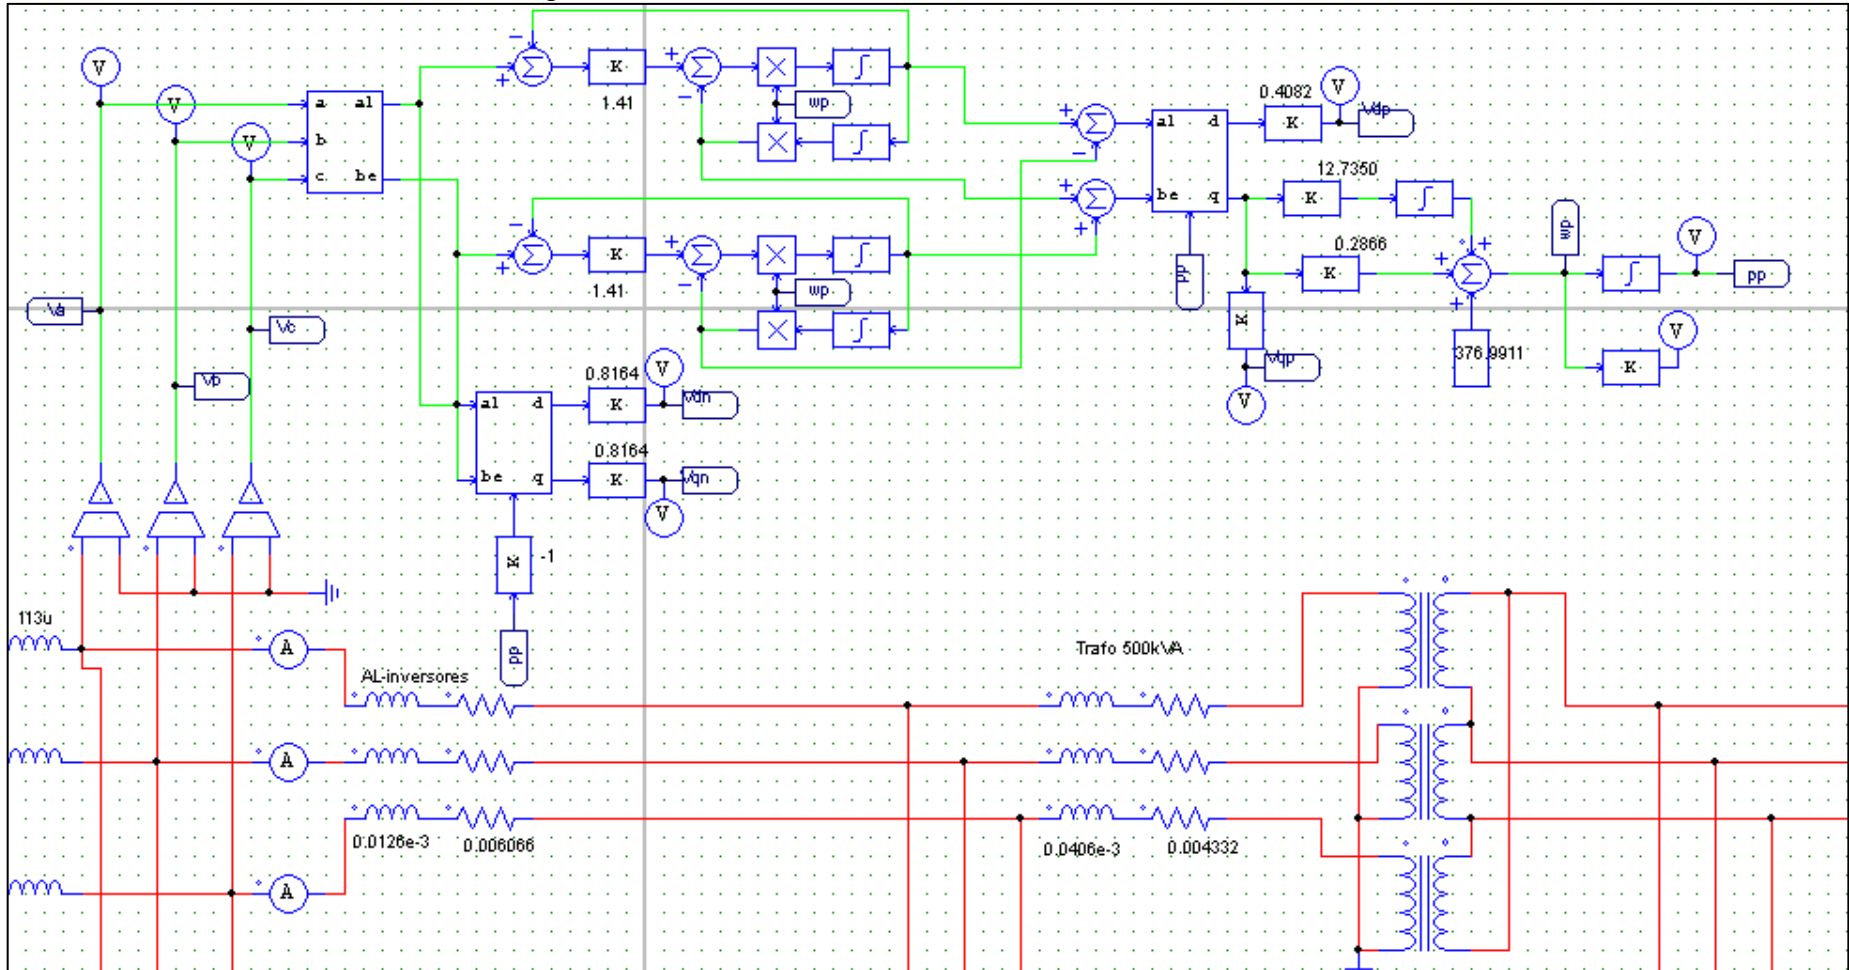 V
V
V
a al
b
c be
− +
K
1.41
+ −
wp
− +
K
1.41
+ −
wp
+ −
+ +
al d
be q
0.4082
K
V
Vdp
12.7350
K
0.2866
K
K
Vqp
V
pp
+
+
+
376.9911
wp
V
pp
K
V
Va
Vc
Vb
al d
be q
0.8164
K
V
Vdn
0.8164
K
Vqn
V
K
-1
pp
113u
A
AL-inversores
Trafo 500kVA
A
0.0126e-3 0.006066
0.0406e-3 0.004332
A